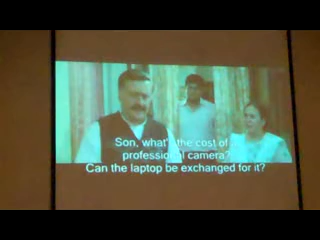 Son, what's the cost of
professional camera?
Can the laptop be exchanged for it?